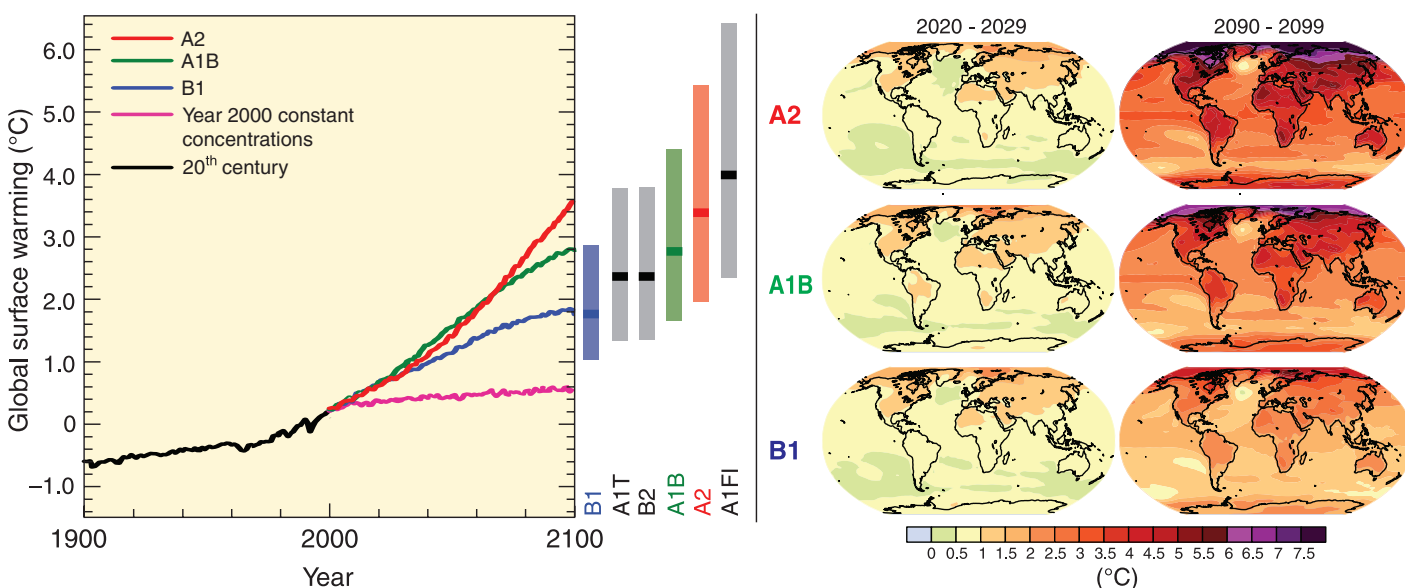 6.0
5.0
4.0
3.0
2.0
1.0
0
–1.0
Global surface warming (°C)
A2
A1B
B1
Year 2000 constant
concentrations
20th century
1900
2000
2100
Year
B1
A1T
B2
A1B
A2
A1FI
2020 - 2029
2090 - 2099
A2
A1B
B1
0 0.5 1 1.5 2 2.5 3 3.5 4 4.5 5 5.5 6 6.5 7 7.5
(°C)